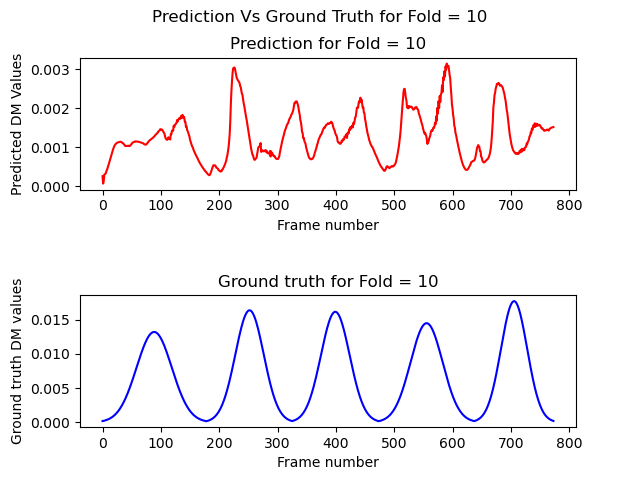 Prediction Vs Ground Truth for Fold = 10
Prediction for Fold = 10
Predicted DM Values
0.003
0.002
0.001
0.000
0 100 200 300 400 500 600 700 800
Frame number
Ground truth for Fold = 10
Ground truth DM values
0.015
0.010
0.005
0.000
0 100 200 300 400 500 600 700 800
Frame number